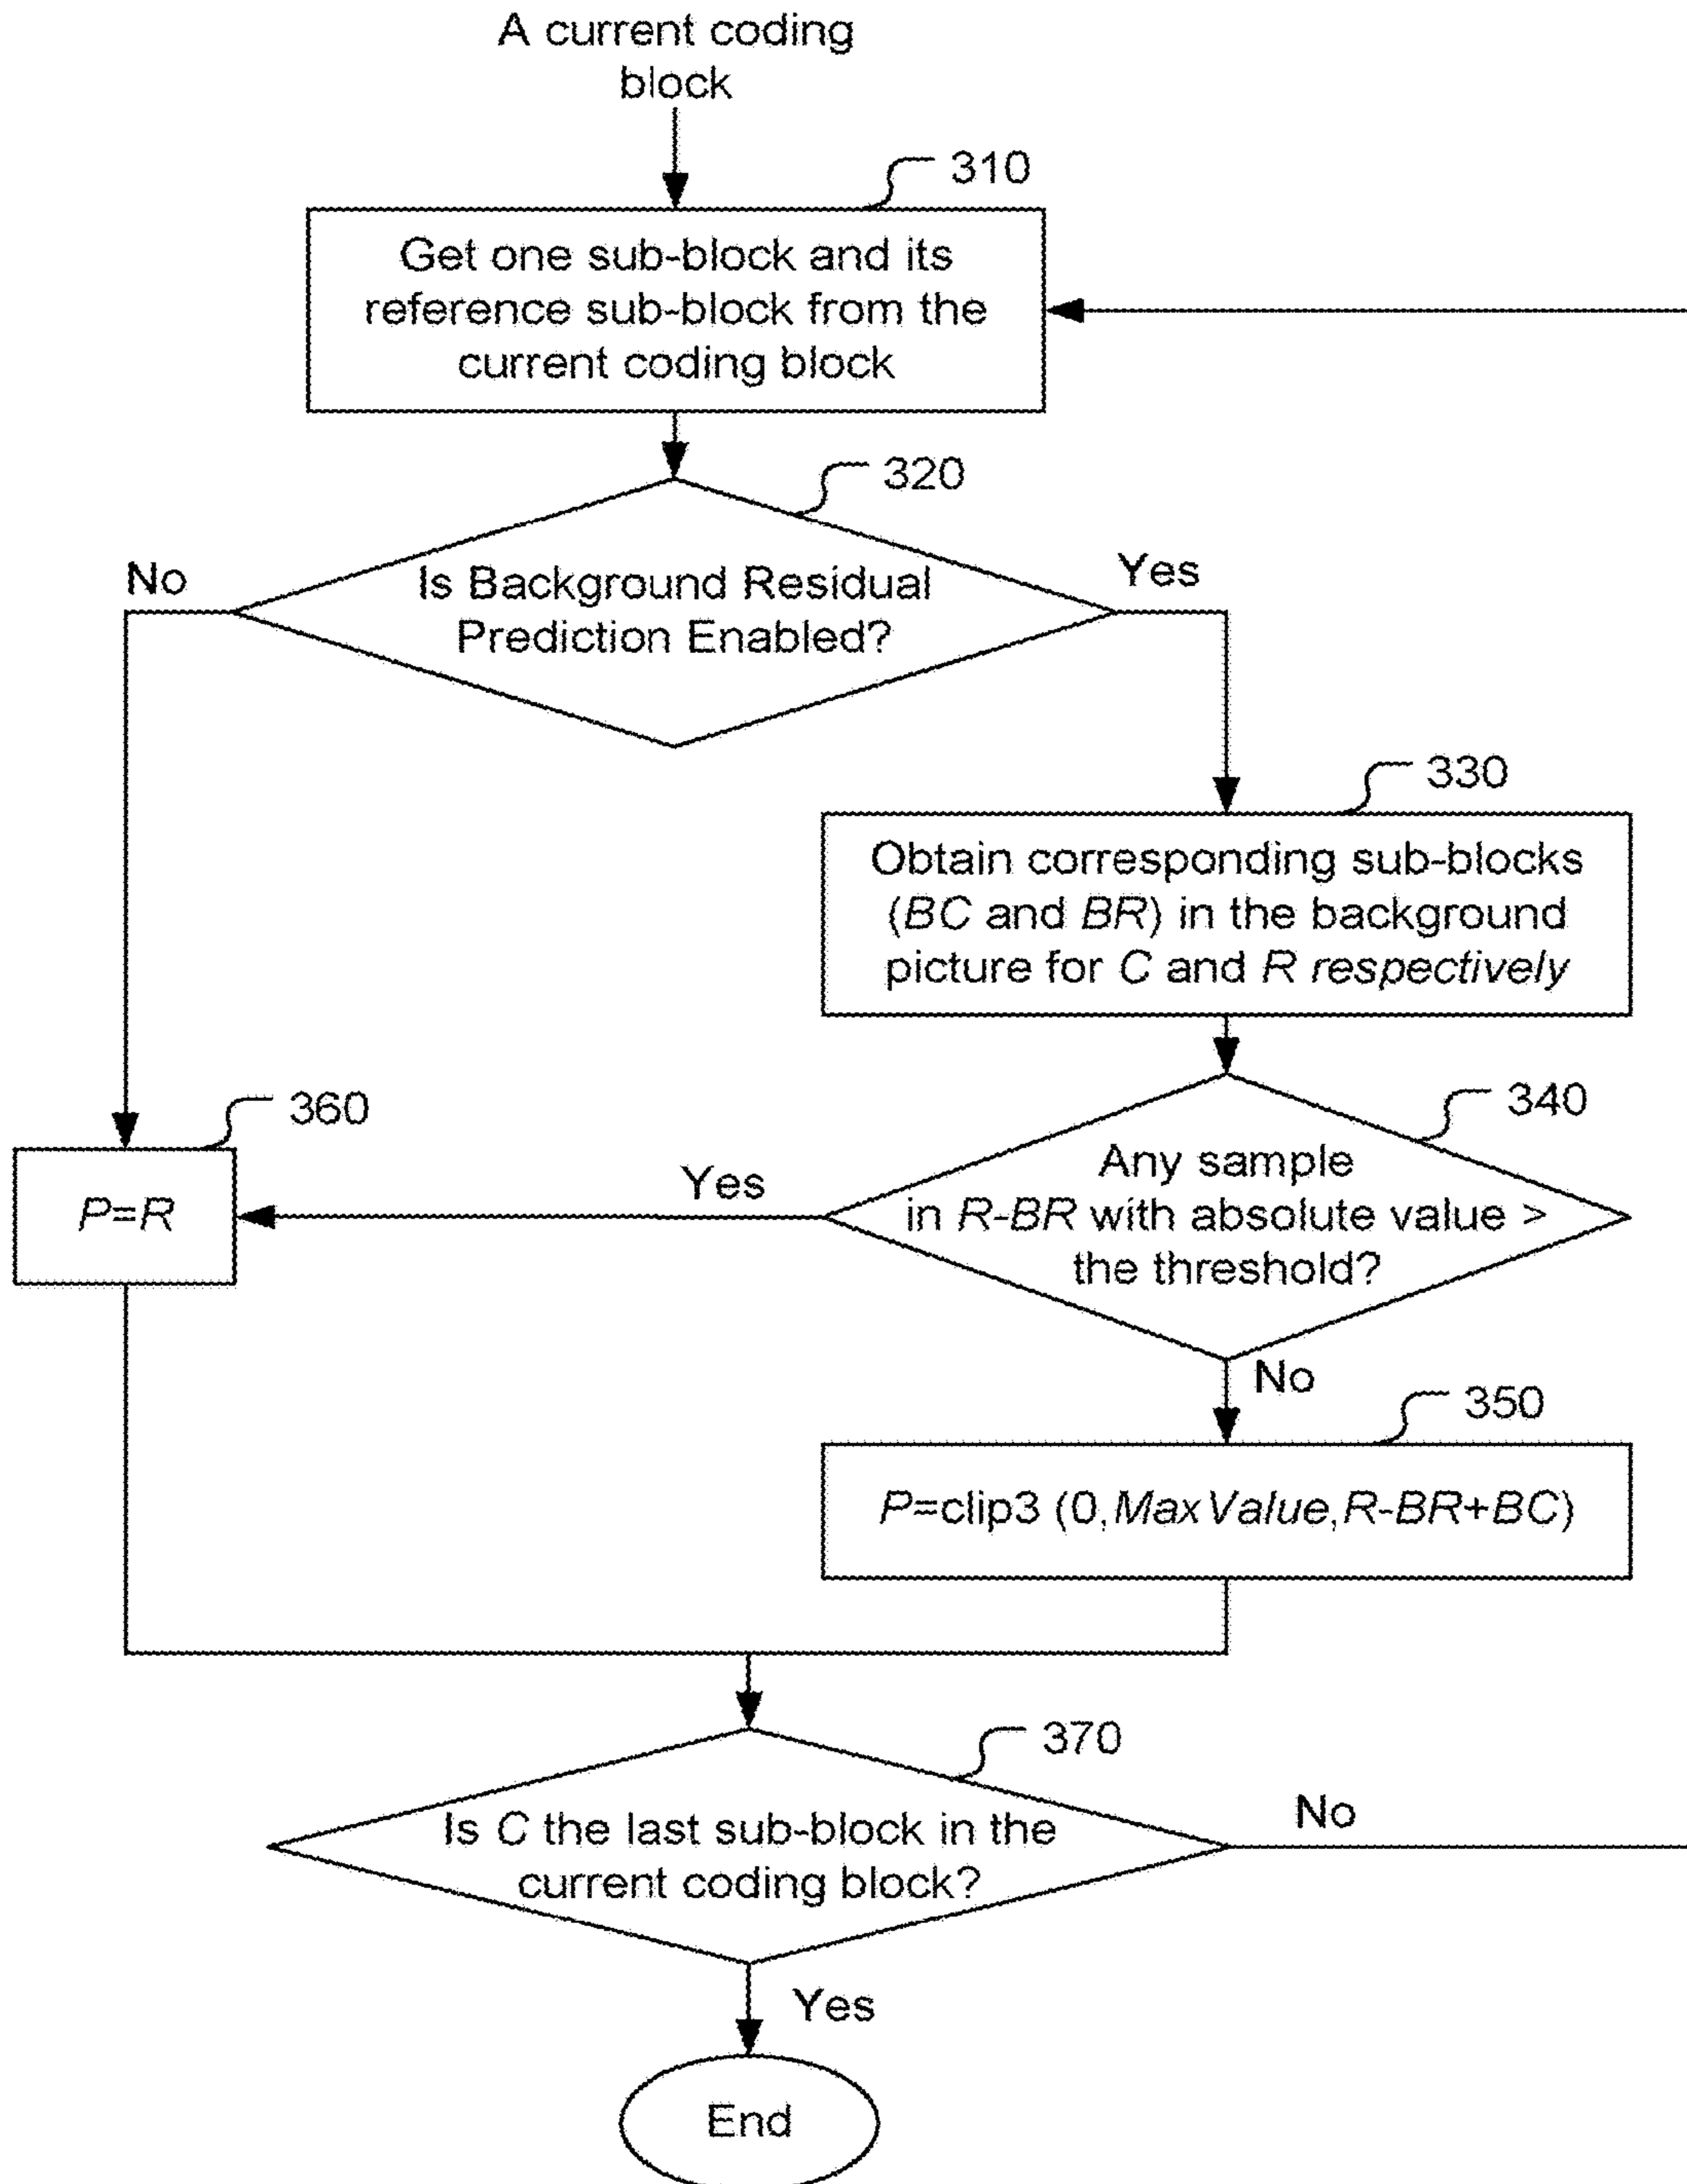 A current coding
block
310
Get one sub-block and its
reference sub-block from the
current coding block
320
No
Yes
Is Background Residual
Prediction Enabled?
330
Obtain corresponding sub-blocks
(BC and BR) in the background
picture for C and R respectively
360
340
P=R
Yes
Any sample
in R-BR with absolute value >
the threshold?
No
350
P=clip3 (0,MaxValue,R-BR+BC)
370
Is C the last sub-block in the
current coding block?
No
Yes
End